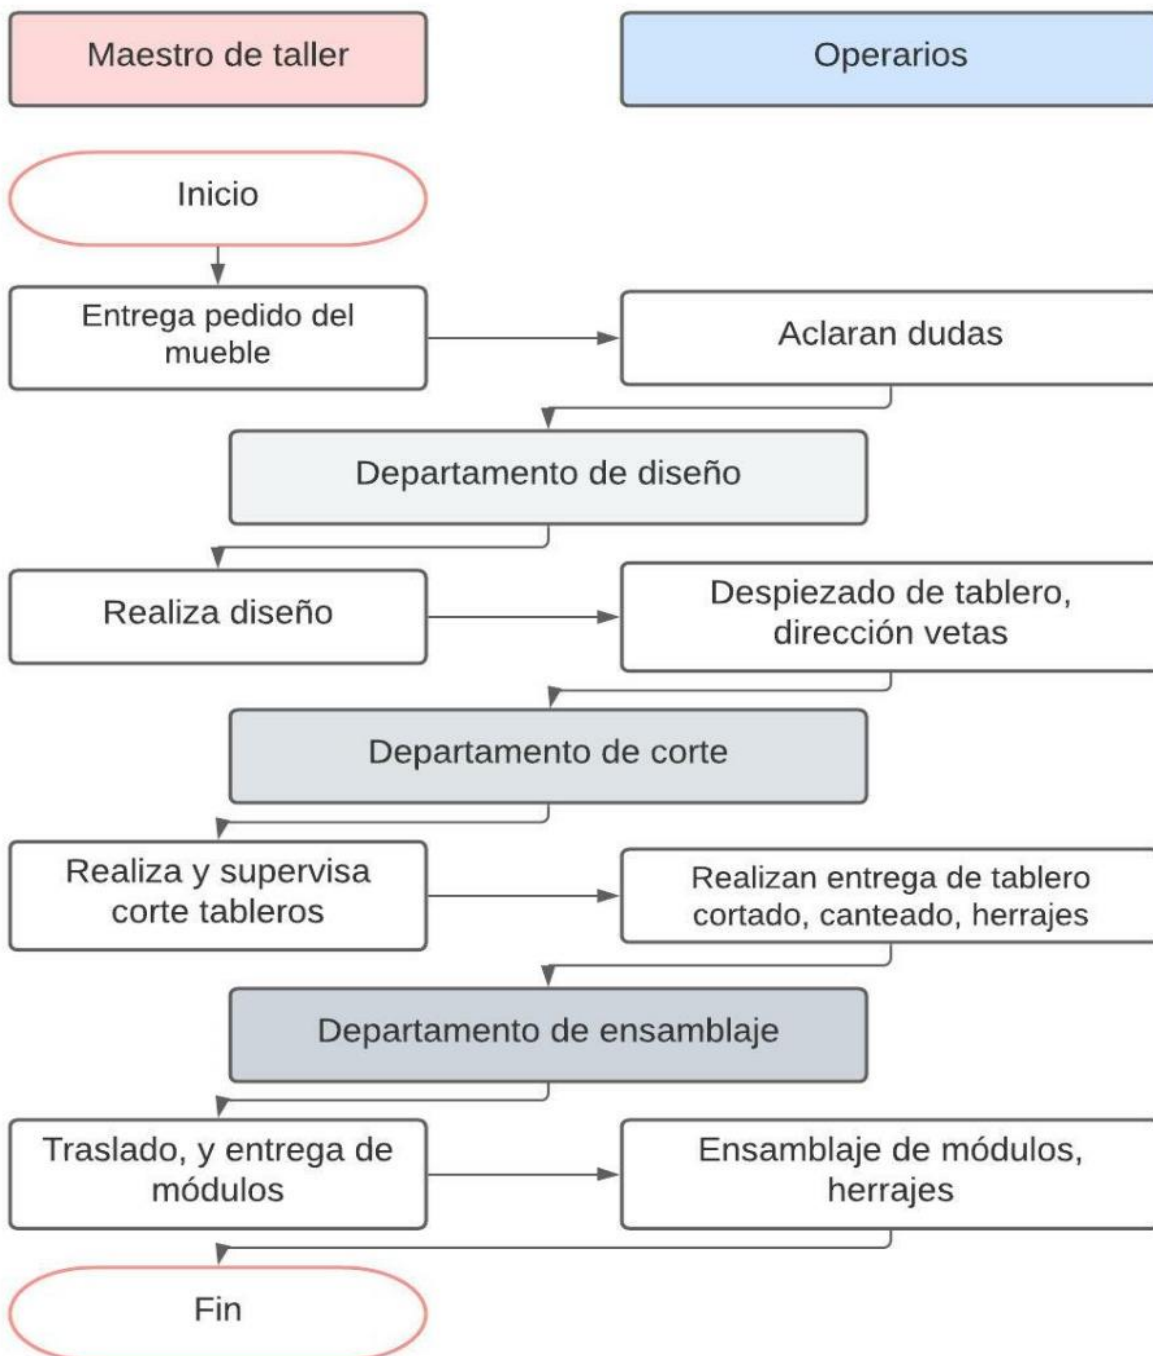 Maestro de taller
Operarios
Inicio
Entrega pedido del
mueble
Aclaran dudas
Departamento de diseño
Realiza diseño
Despiezado de tablero,
dirección vetas
Departamento de corte
Realiza y supervisa
corte tableros
Realizan entrega de tablero
cortado, canteado, herrajes
Departamento de ensamblaje
Traslado, y entrega de
módulos
Ensamblaje de módulos,
herrajes
Fin